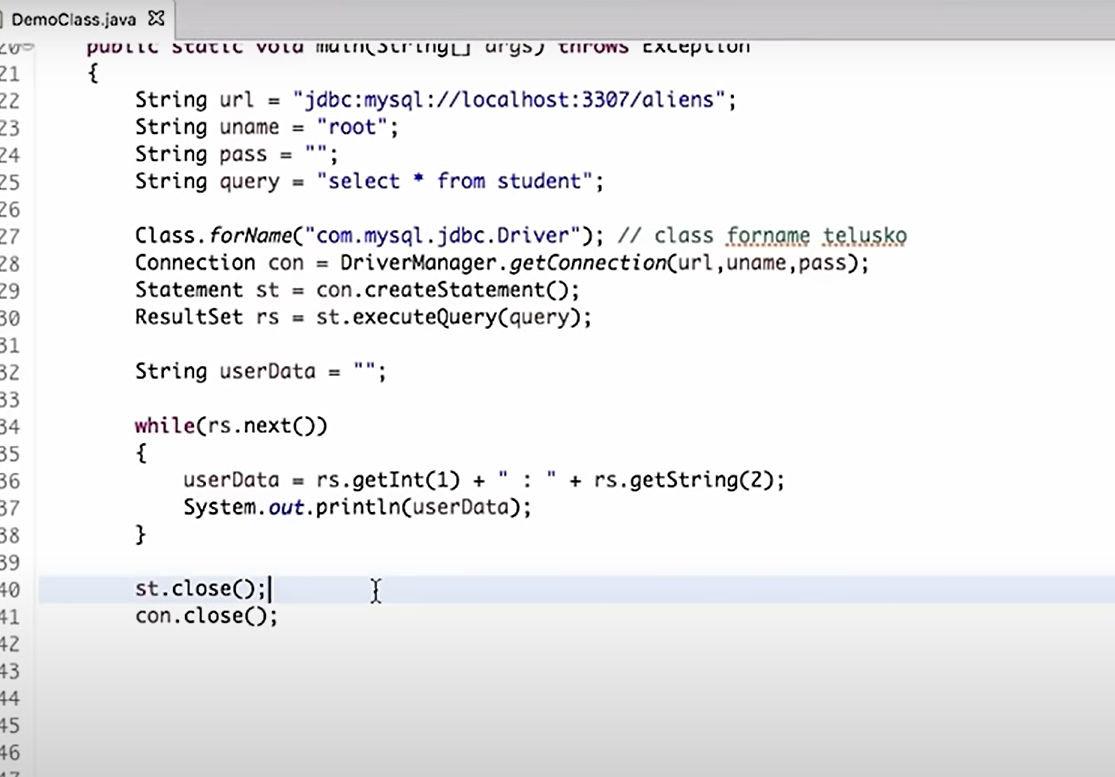 DemoClass.java
20 public static void main(String[] args) throws Exception
21 {
22 String url = "jdbc:mysql://localhost:3307/aliens";
23 String uname = "root";
24 String pass = "";
25 String query = "select * from student";
26
27 Class.forName("com.mysql.jdbc.Driver"); // class forname telusko
28 Connection con = DriverManager.getConnection(url,uname,pass);
29 Statement st = con.createStatement();
30 ResultSet rs = st.executeQuery(query);
31
32 String userData = "";
33
34 while(rs.next())
35 {
36 userData = rs.getInt(1) + " : " + rs.getString(2);
37 System.out.println(userData);
38 }
39
40 st.close();
41 con.close();
42
43
44
45
46
47